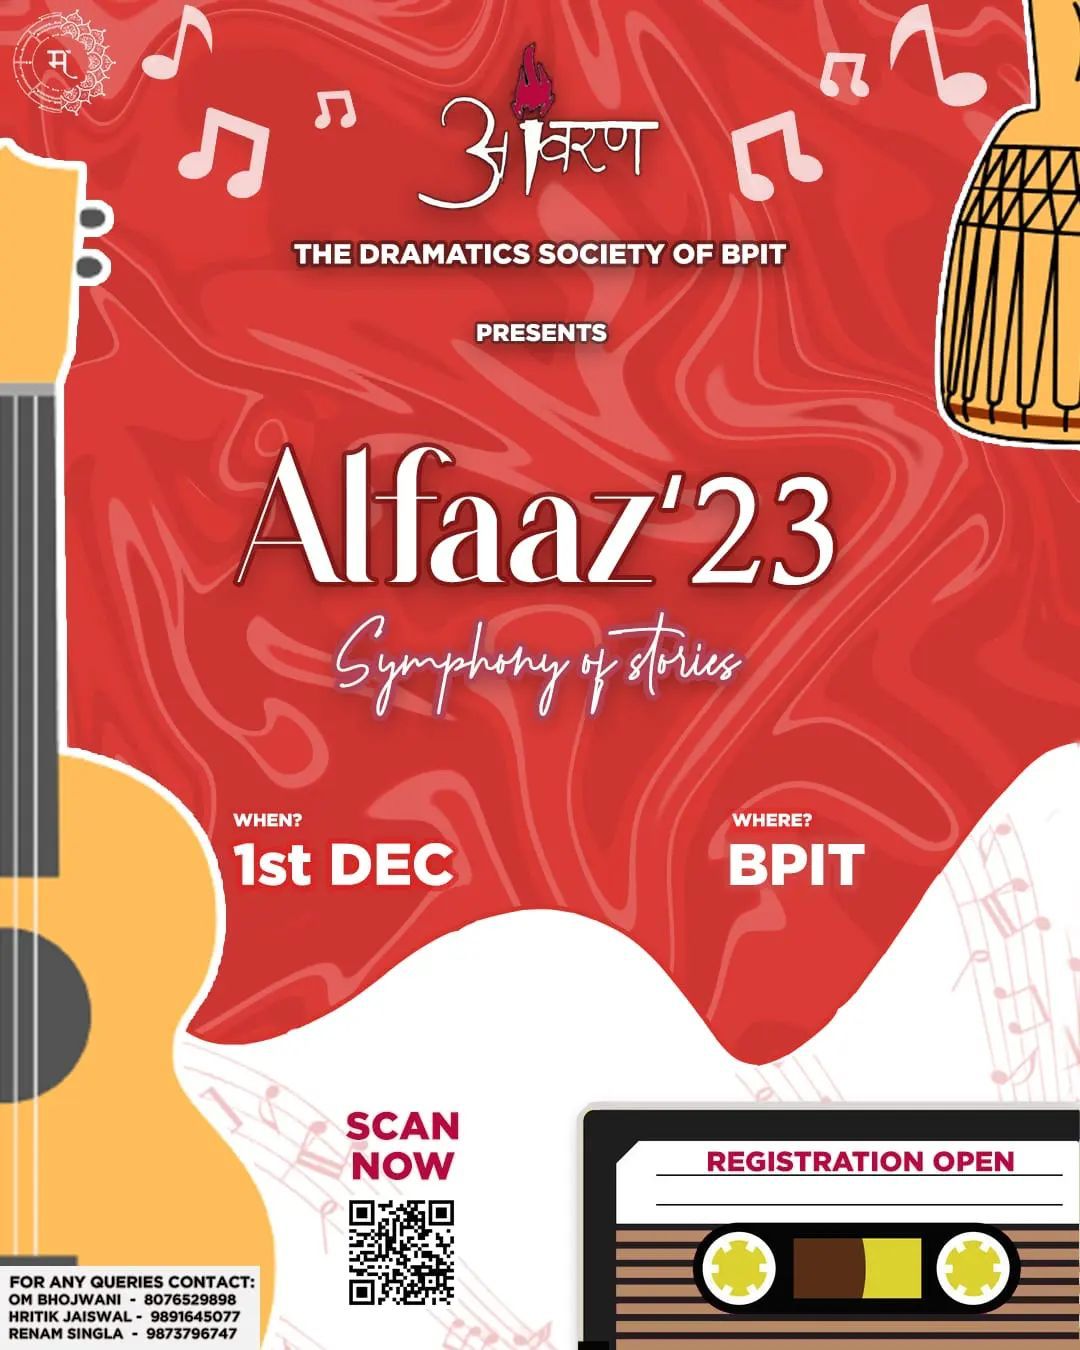 म्
आवरण
THE DRAMATICS SOCIETY OF BPIT
PRESENTS
Alfaaz'23
Symphony of stories
WHEN?
1st DEC
WHERE?
BPIT
SCAN
NOW
REGISTRATION OPEN
FOR ANY QUERIES CONTACT:
OM BHOJWANI - 8076529898
HRITIK JAISWAL - 9891645077
RENAM SINGLA - 9873796747